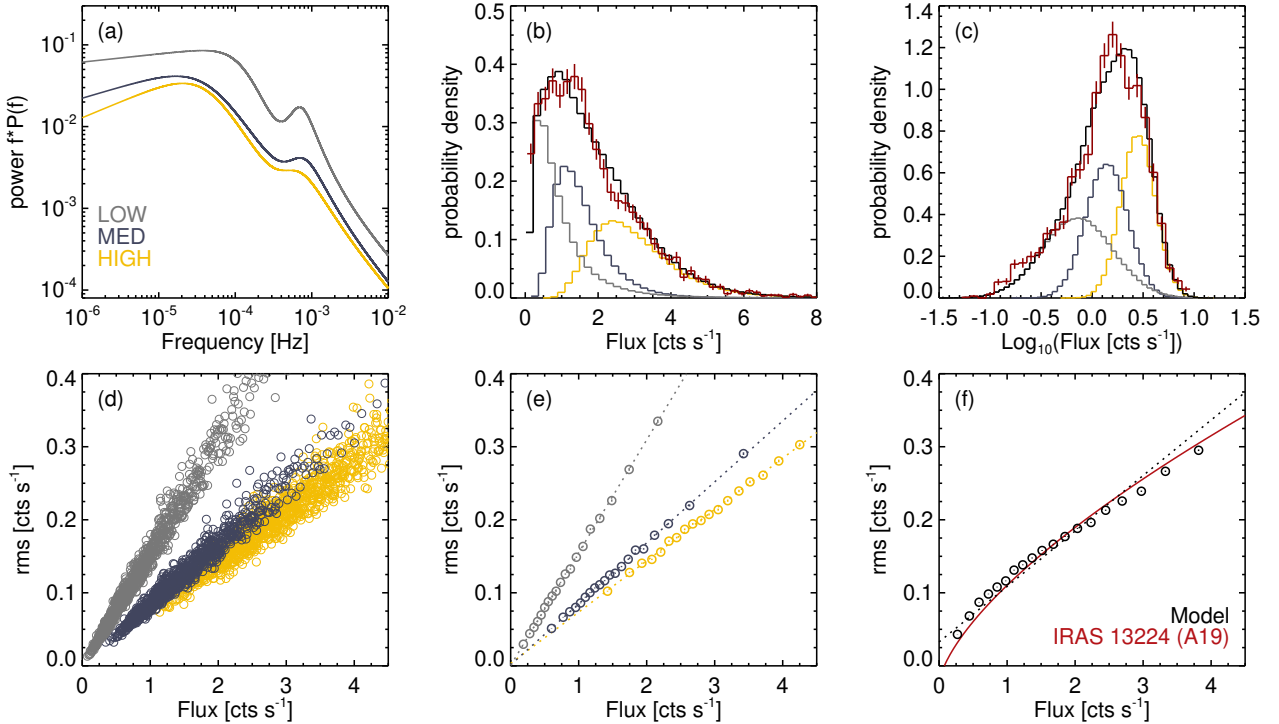 (a)
power f*P(f)
10⁻¹
10⁻²
10⁻³
10⁻⁴
LOW
MED
HIGH
10⁻⁶ 10⁻⁵ 10⁻⁴ 10⁻³ 10⁻²
Frequency [Hz]
(b)
probability density
0.5
0.4
0.3
0.2
0.1
0.0
0 2 4 6 8
Flux [cts s⁻¹]
(c)
probability density
1.2
1.0
0.8
0.6
0.4
0.2
0.0
-1.5 -1.0 -0.5 0.0 0.5 1.0 1.5
Log₁₀(Flux [cts s⁻¹])
(d)
rms [cts s⁻¹]
0.4
0.3
0.2
0.1
0.0
0 1 2 3 4
Flux [cts s⁻¹]
(e)
rms [cts s⁻¹]
0.4
0.3
0.2
0.1
0.0
0 1 2 3 4
Flux [cts s⁻¹]
(f)
rms [cts s⁻¹]
0.4
0.3
0.2
0.1
0.0
Model
IRAS 13224 (A19)
0 1 2 3 4
Flux [cts s⁻¹]